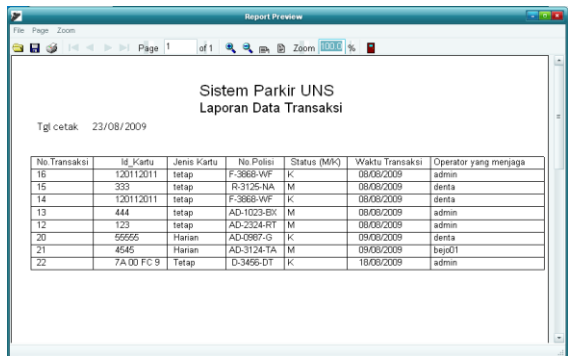 Report Preview
File Page Zoom
Page 1 of 1 Zoom 100.0 %
Sistem Parkir UNS
Laporan Data Transaksi
Tgl cetak 23/08/2009
No.Transaksi Id_Kartu Jenis Kartu No.Polisi Status (M/K) Waktu Transaksi Operator yang menjaga
16 120112011 tetap F-3868-WF K 08/08/2009 admin
15 333 tetap R-3125-NA M 08/08/2009 denta
14 120112011 tetap F-3868-WF K 08/08/2009 admin
13 444 tetap AD-1023-BX M 08/08/2009 admin
12 123 tetap AD-2324-RT M 08/08/2009 admin
20 55555 Harian AD-0987-G K 09/08/2009 denta
21 4545 Harian AD-3124-TA M 09/08/2009 bejo01
22 7A 00 FC 9 Tetap D-3456-DT K 18/08/2009 admin